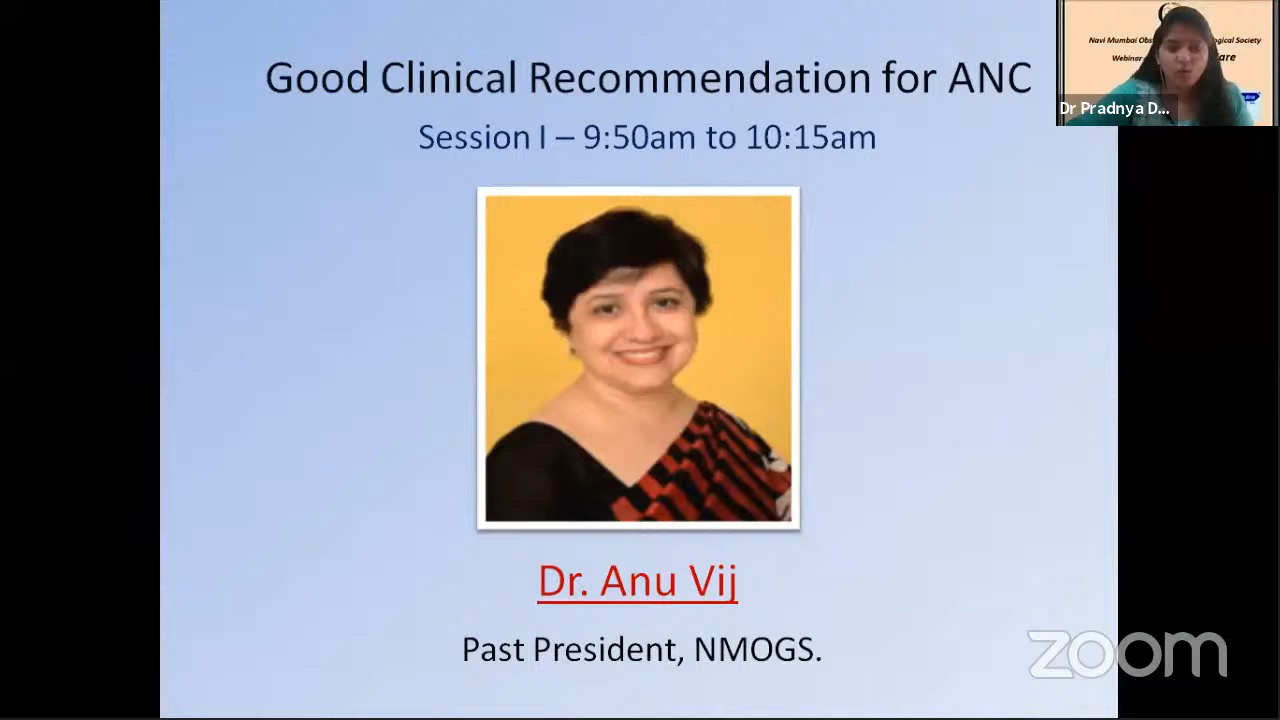 Good Clinical Recommendation for ANC
Session I – 9:50am to 10:15am
Navi Mumbai
Society
Webinar
Dr Pradnya D...
Dr. Anu Vij
Past President, NMOGS.
zoom